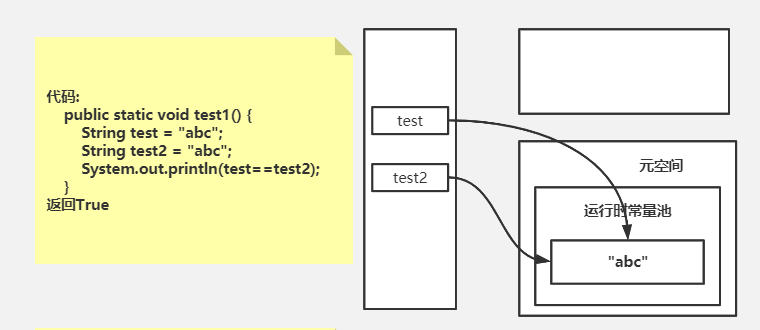 代码:
public static void test1() {
String test = "abc";
String test2 = "abc";
System.out.println(test==test2);
}
返回True
test
test2
元空间
运行时常量池
"abc"